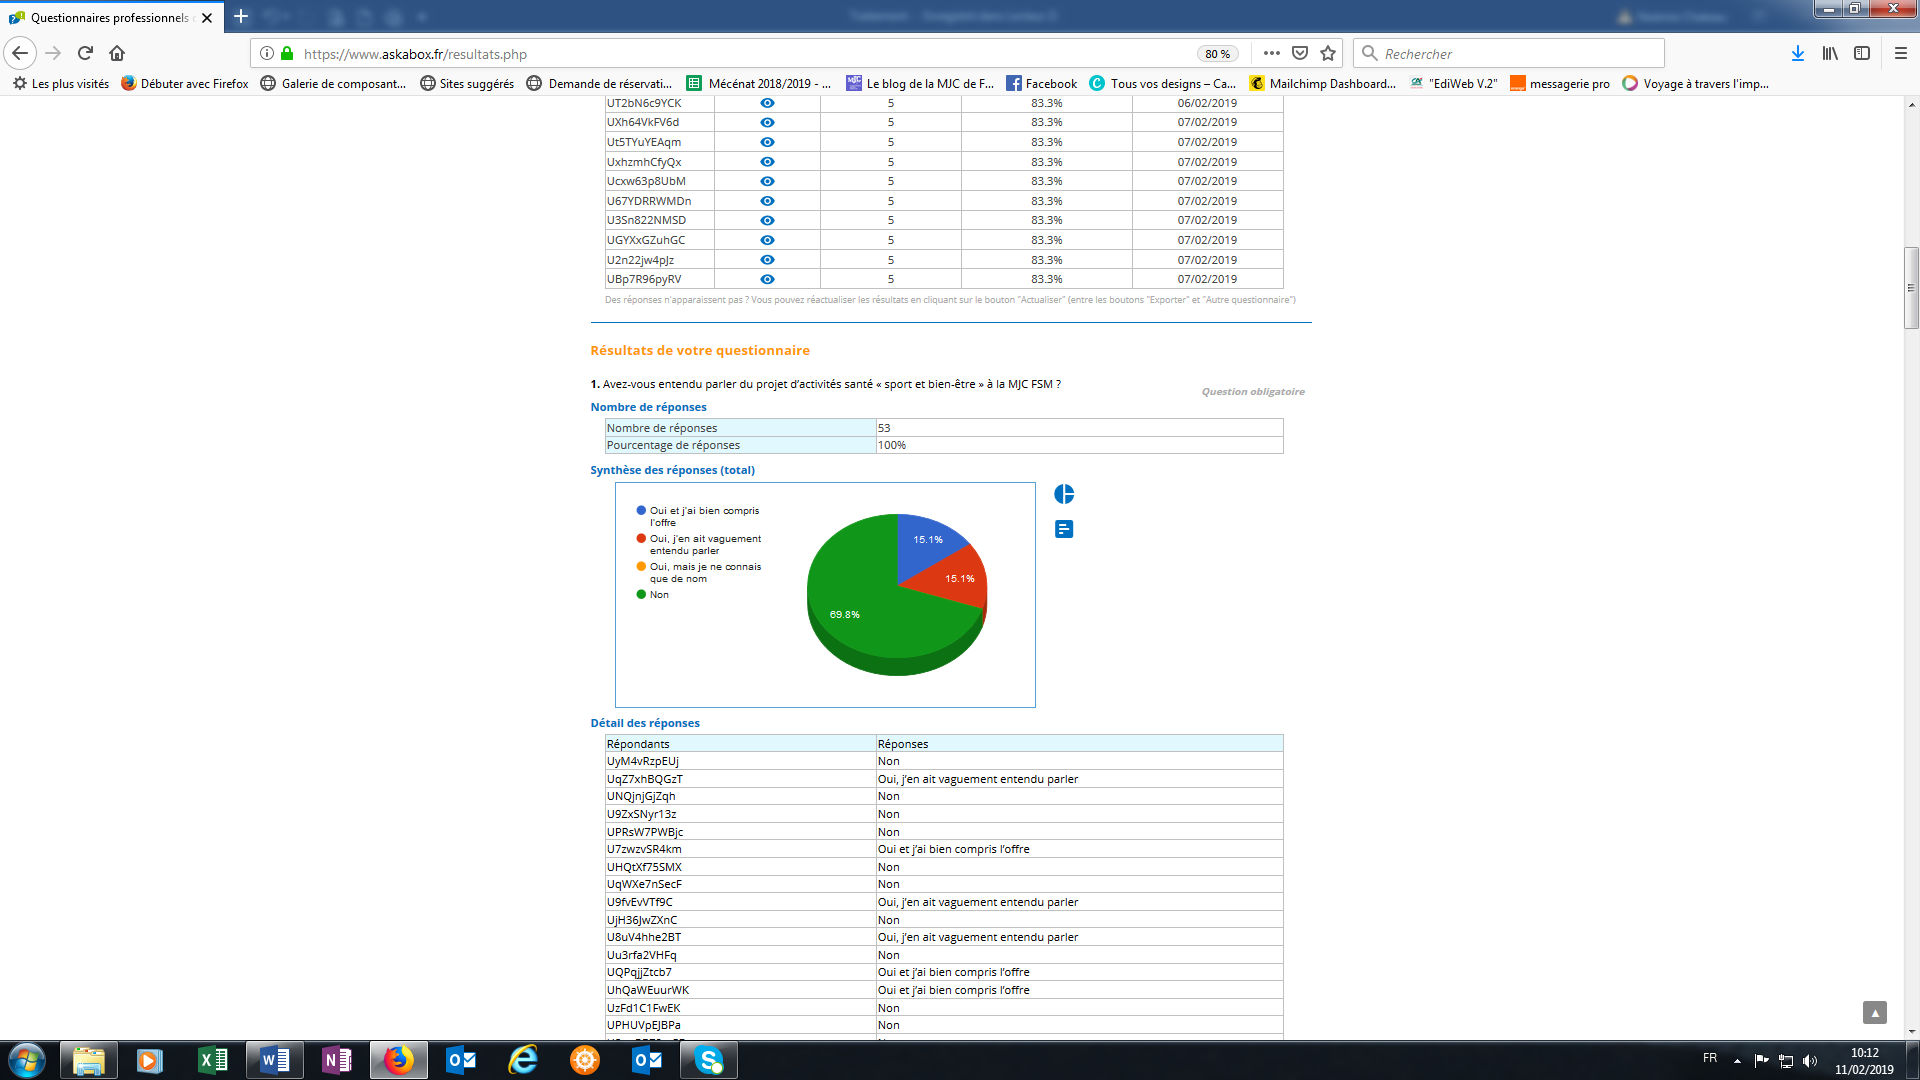 Questionnaires professionnels
https://www.askabox.fr/resultats.php
80 %
Rechercher
Les plus visités
Débuter avec Firefox
Galerie de composant...
Sites suggérés
Demande de réservati...
Mécénat 2018/2019 - ...
Le blog de la MJC de F...
Facebook
Tous vos designs – Ca...
Mailchimp Dashboard...
"EdiWeb V.2"
messagerie pro
Voyage à travers l'imp...
UT2bN6c9YCK 5 83.3% 06/02/2019
UXh64VkFV6d 5 83.3% 07/02/2019
Ut5TYuYEAqm 5 83.3% 07/02/2019
UxhzmhCfyQx 5 83.3% 07/02/2019
Ucxw63p8UbM 5 83.3% 07/02/2019
U67YDRRWMDn 5 83.3% 07/02/2019
U3Sn822NMSD 5 83.3% 07/02/2019
UGYXxGZuhGC 5 83.3% 07/02/2019
U2n22jw4pJz 5 83.3% 07/02/2019
UBp7R96pyRV 5 83.3% 07/02/2019
Des réponses n'apparaissent pas ? Vous pouvez réactualiser les résultats en cliquant sur le bouton "Actualiser" (entre les boutons "Exporter" et "Autre questionnaire")
Résultats de votre questionnaire
1. Avez-vous entendu parler du projet d’activités santé « sport et bien-être » à la MJC FSM ?
Question obligatoire
Nombre de réponses
Nombre de réponses 53
Pourcentage de réponses 100%
Synthèse des réponses (total)
Oui et j'ai bien compris
l'offre
Oui, j'en ait vaguement
entendu parler
Oui, mais je ne connais
que de nom
Non
15.1%
15.1%
69.8%
Détail des réponses
Répondants Réponses
UyM4vRzpEUj Non
UqZ7xhBQGzT Oui, j’en ait vaguement entendu parler
UNQjnjGjZqh Non
U9ZxSNyr13z Non
UPRsW7PWBjc Non
U7zwzvSR4km Oui et j’ai bien compris l’offre
UHQtXf75SMX Non
UqWXe7nSecF Non
U9fvEvVTf9C Oui, j’en ait vaguement entendu parler
UjH36JwZXnC Non
U8uV4hhe2BT Oui, j’en ait vaguement entendu parler
Uu3rfa2VHFq Non
UQPqjjZtcb7 Oui et j’ai bien compris l’offre
UhQaWEuurWK Oui et j’ai bien compris l’offre
UzFd1C1FwEK Non
UPHUVpEJBPa Non
FR
10:12
11/02/2019